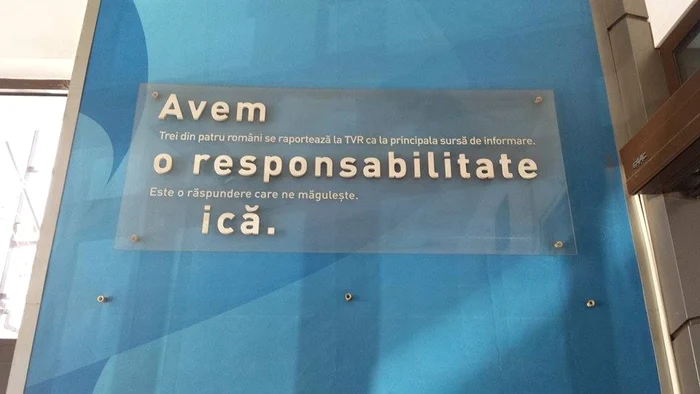 Avem
Trei din patru români se raportează la TVR ca la principala sursă de informare.
o responsabilitate
Este o răspundere care ne măgulește.
ică.